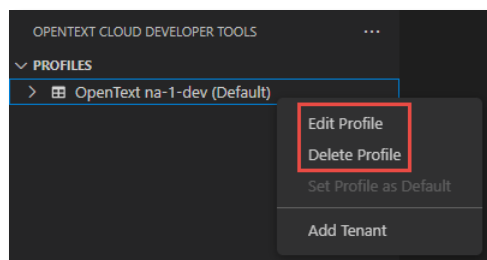 OPENTEXT CLOUD DEVELOPER TOOLS ...
PROFILES
OpenText na-1-dev (Default)
Edit Profile
Delete Profile
Set Profile as Default
Add Tenant